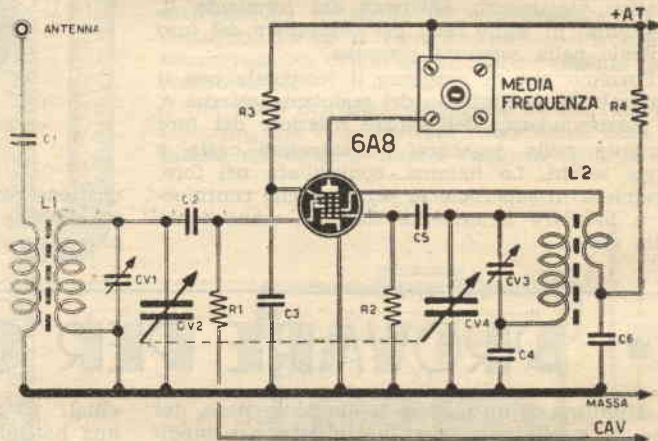 +AT
ANTENNA
R3
MEDIA
FREQUENZA
R4
C1
6A8
L1
L2
C2
C5
CV1
CV2
R1
C3
R2
CV4
CV3
C4
C6
MASSA
CAV